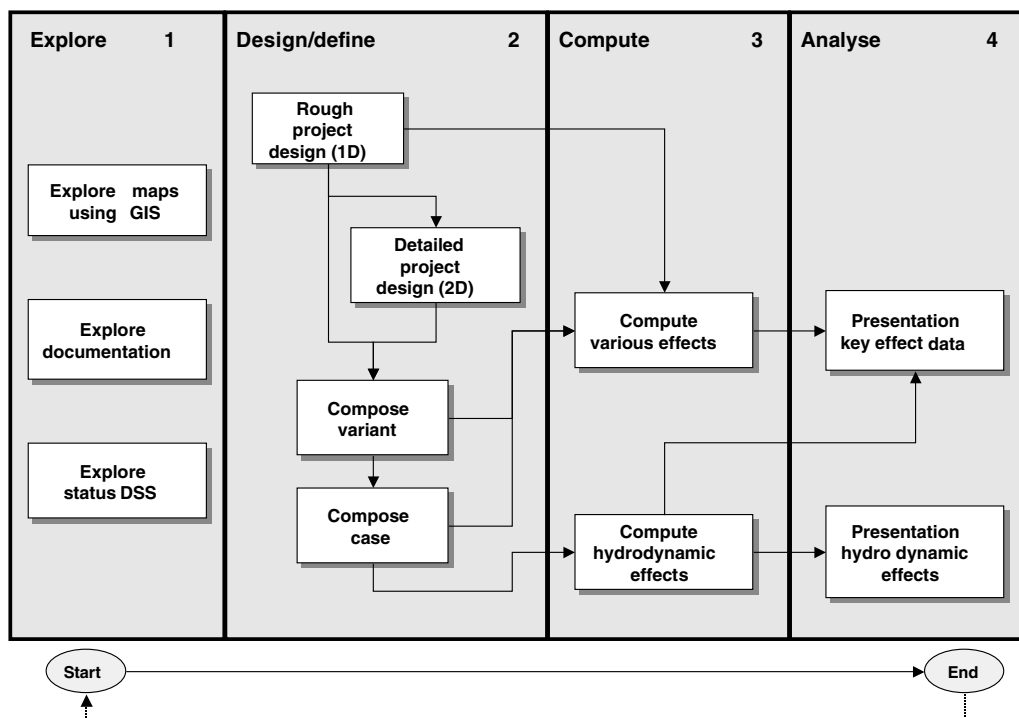 Explore 1
Design/define 2
Compute 3
Analyse 4
Explore maps
using GIS
Explore
documentation
Explore
status DSS
Rough
project
design (1D)
Detailed
project
design (2D)
Compose
variant
Compose
case
Compute
various effects
Compute
hydrodynamic
effects
Presentation
key effect data
Presentation
hydro dynamic
effects
Start
End